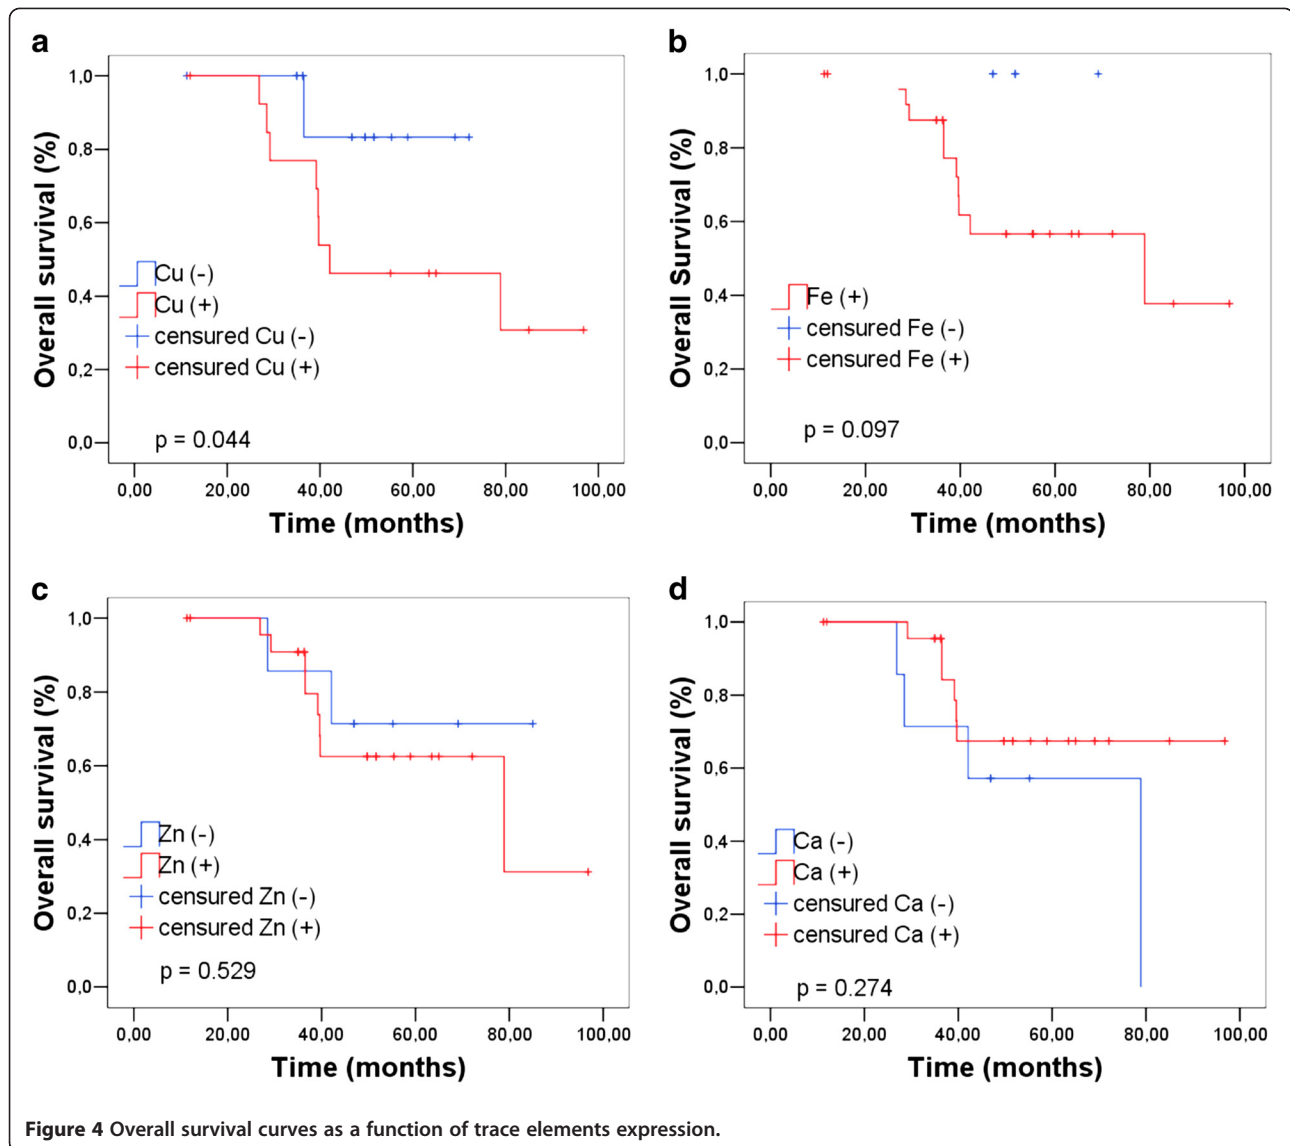 a
1,0
0,8
0,6
0,4
0,2
0,0
Overall survival (%)
Cu (-)
Cu (+)
censured Cu (-)
censured Cu (+)
p = 0.044
0,00 20,00 40,00 60,00 80,00 100,00
Time (months)
b
1,0
0,8
0,6
0,4
0,2
0,0
Overall Survival (%)
Fe (+)
censured Fe (-)
censured Fe (+)
p = 0.097
0,00 20,00 40,00 60,00 80,00 100,00
Time (months)
c
1,0
0,8
0,6
0,4
0,2
0,0
Overall survival (%)
Zn (-)
Zn (+)
censured Zn (-)
censured Zn (+)
p = 0.529
0,00 20,00 40,00 60,00 80,00 100,00
Time (months)
d
1,0
0,8
0,6
0,4
0,2
0,0
Overall survival (%)
Ca (-)
Ca (+)
censured Ca (-)
censured Ca (+)
p = 0.274
0,00 20,00 40,00 60,00 80,00 100,00
Time (months)
Figure 4 Overall survival curves as a function of trace elements expression.